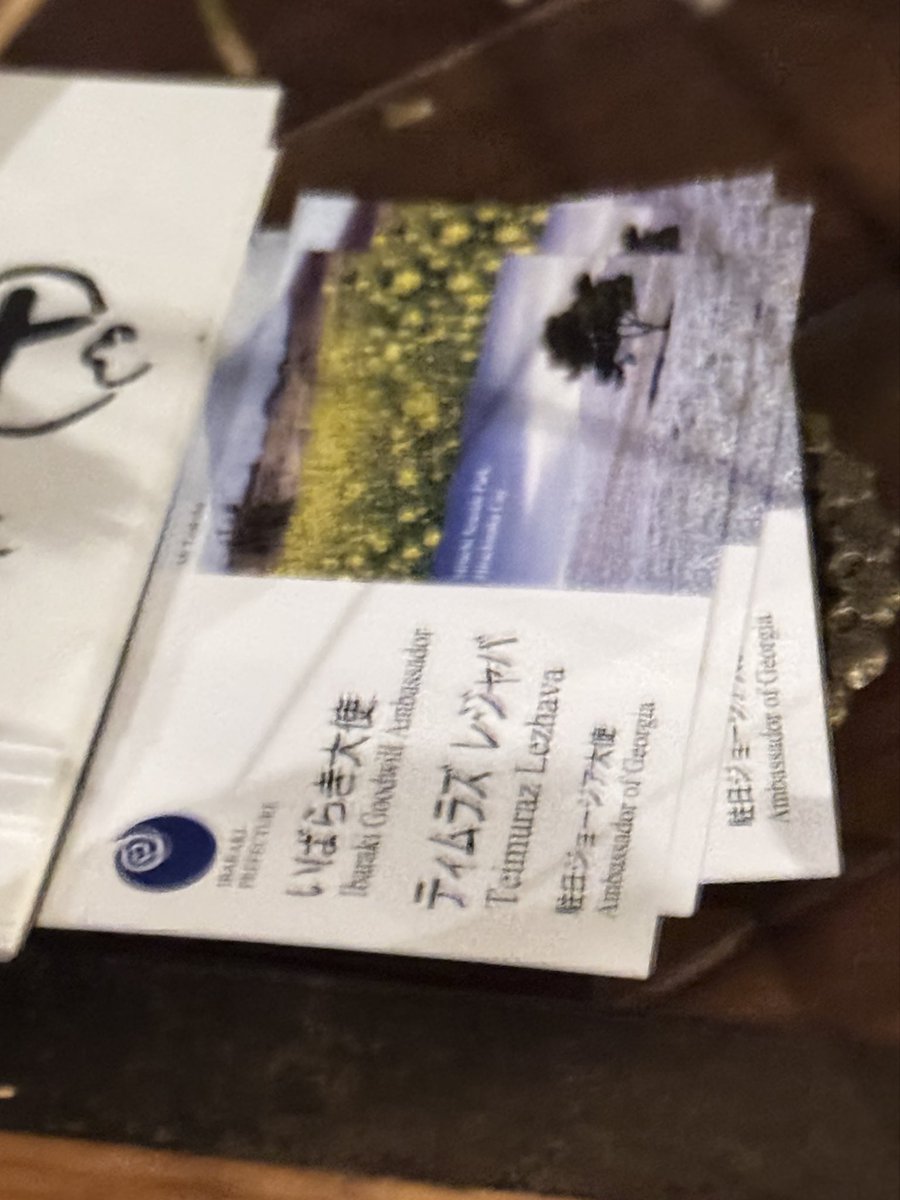 IBARAKI
PREFECTURE
いばらき大使
Ibaraki Goodwill Ambassador
ティムラズ レジャバ
Teimuraz Lezhava
駐日ジョージア大使
Ambassador of Georgia
駐日ジョージア
Ambassador of Georgia